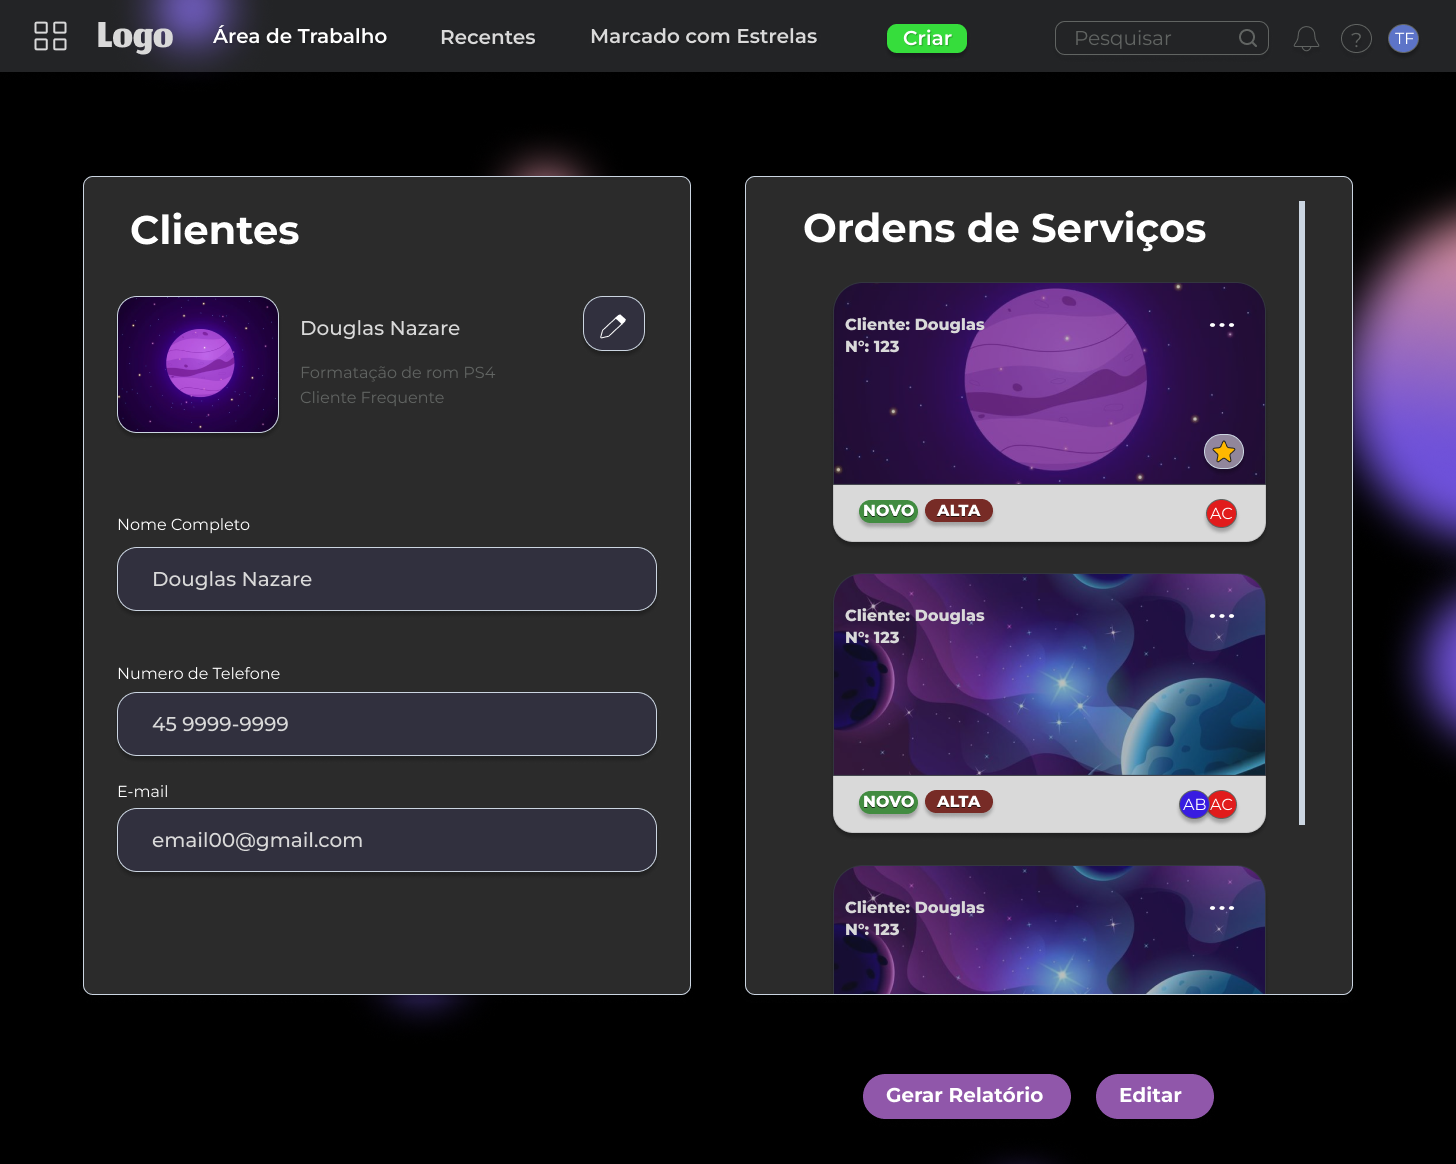 Logo
Área de Trabalho
Recentes
Marcado com Estrelas
Criar
Pesquisar
?
TF
Clientes
Douglas Nazare
Formatação de rom PS4
Cliente Frequente
Nome Completo
Douglas Nazare
Numero de Telefone
45 9999-9999
E-mail
email00@gmail.com
Ordens de Serviços
Cliente: Douglas
Nº: 123
NOVO
ALTA
AC
Cliente: Douglas
Nº: 123
NOVO
ALTA
AB
AC
Cliente: Douglas
Nº: 123
Gerar Relatório
Editar